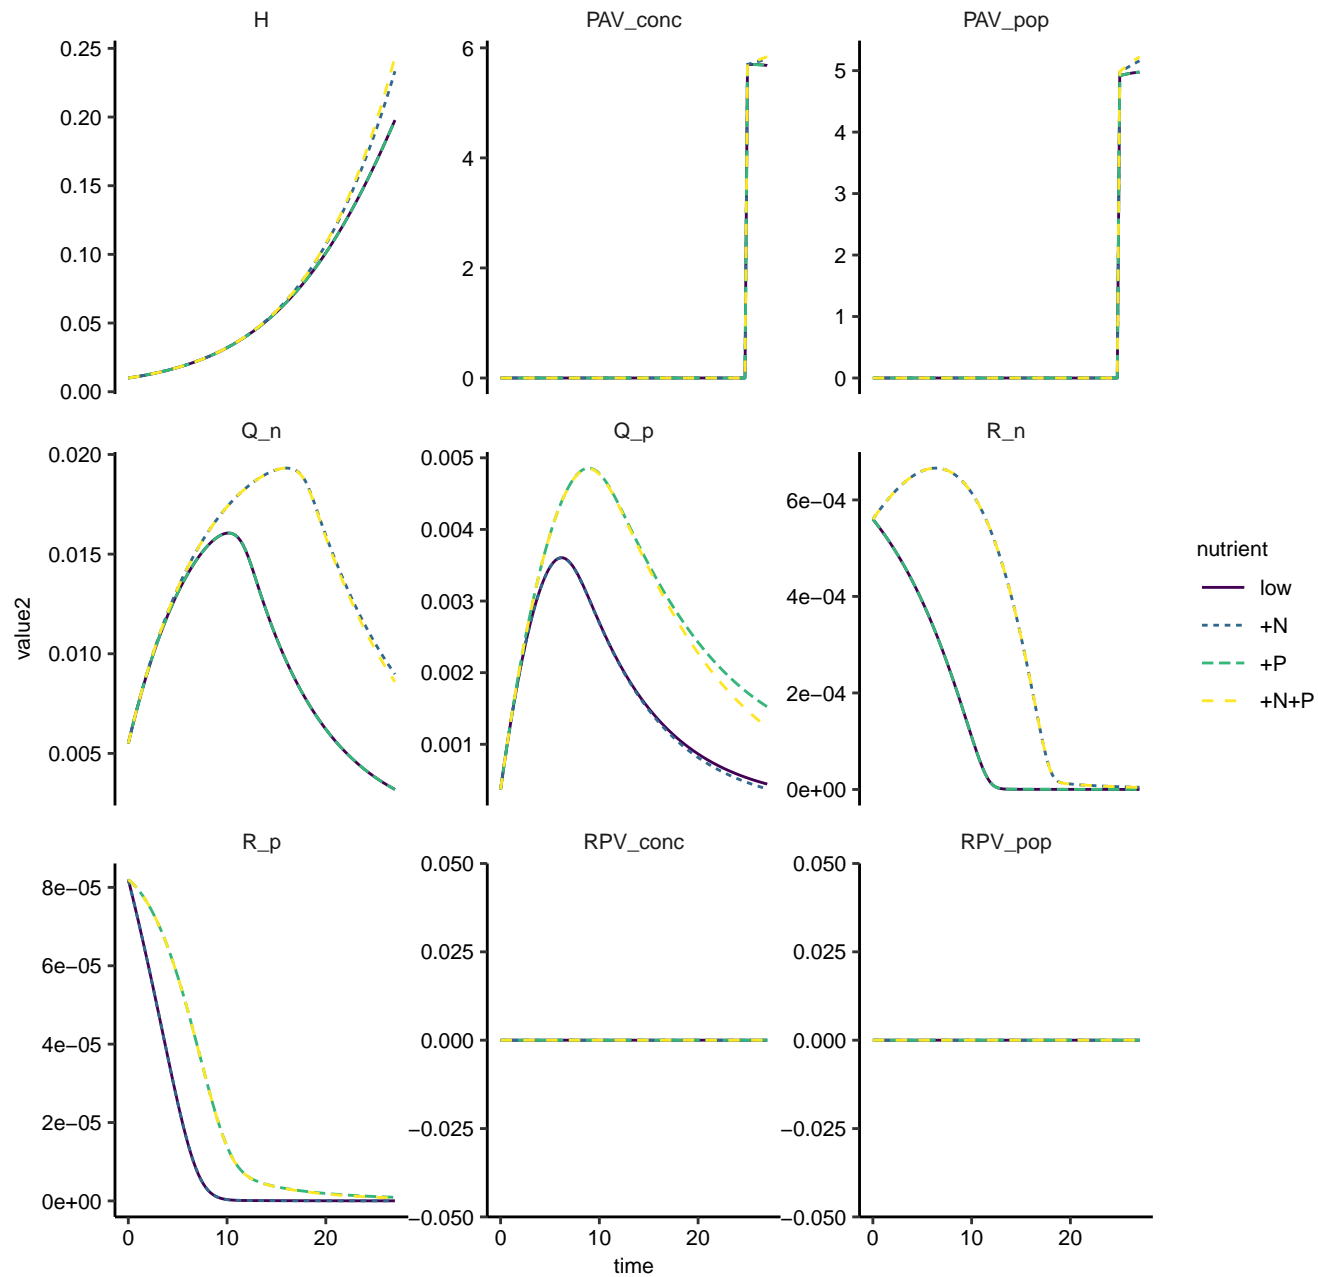 H
PAV_conc
PAV_pop
0.25
0.20
0.15
0.10
0.05
0.00
6
4
2
0
5
4
3
2
1
0
Q_n
Q_p
R_n
0.020
0.015
0.010
0.005
0.005
0.004
0.003
0.002
0.001
6e−04
4e−04
2e−04
0e+00
R_p
RPV_conc
RPV_pop
8e−05
6e−05
4e−05
2e−05
0e+00
0.050
0.025
0.000
−0.025
−0.050
0.050
0.025
0.000
−0.025
−0.050
0 10 20
0 10 20
0 10 20
time
value2
nutrient
low
+N
+P
+N+P